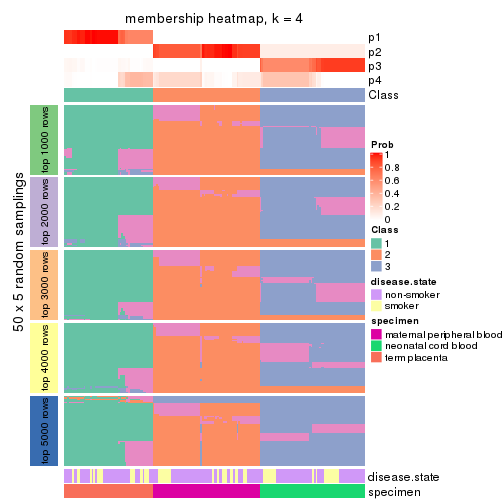 membership heatmap, k = 4
p1
p2
p3
p4
Class
50 x 5 random samplings
top 1000 rows
top 2000 rows
top 3000 rows
top 4000 rows
top 5000 rows
Prob
1
0.8
0.6
0.4
0.2
0
Class
1
2
3
disease.state
non-smoker
smoker
specimen
maternal peripheral blood
neonatal cord blood
term placenta
disease.state
specimen